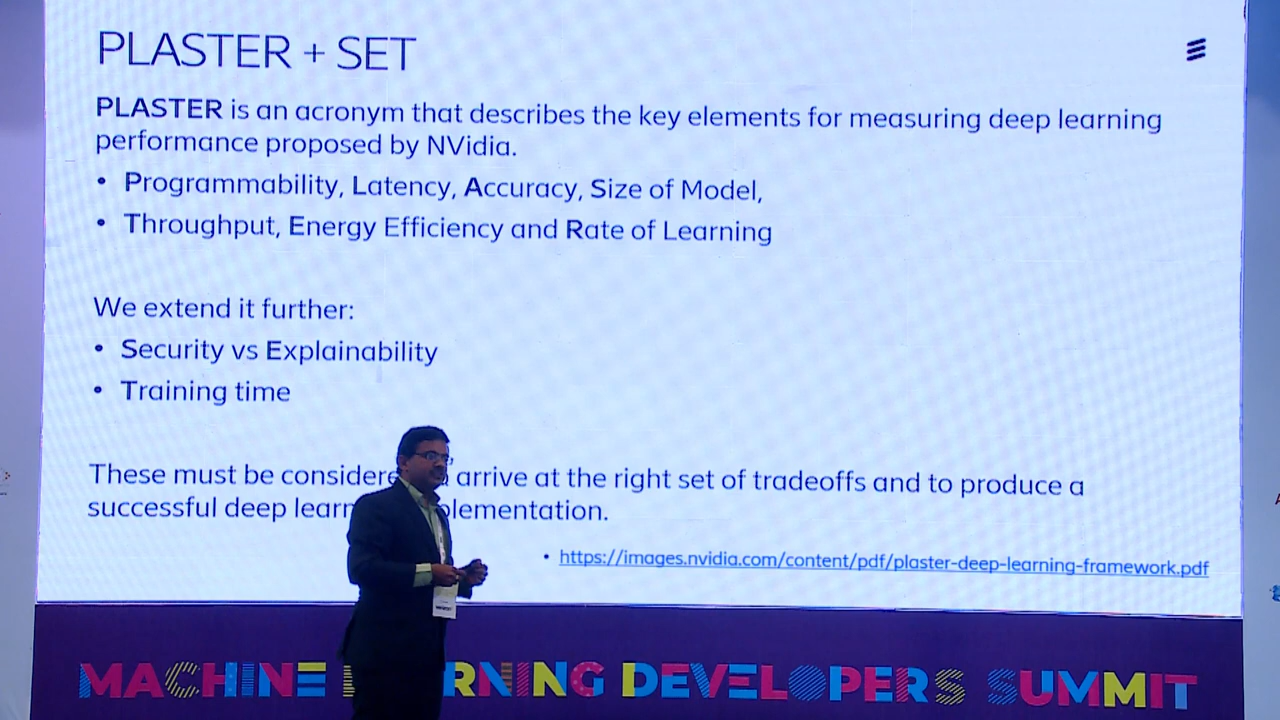 PLASTER + SET
PLASTER is an acronym that describes the key elements for measuring deep learning
performance proposed by NVidia.
• Programmability, Latency, Accuracy, Size of Model,
• Throughput, Energy Efficiency and Rate of Learning
We extend it further:
• Security vs Explainability
• Training time
These must be considere arrive at the right set of tradeoffs and to produce a
successful deep learn plementation.
• https://images.nvidia.com/content/pdf/plaster-deep-learning-framework.pdf
MACHINE L RNING DEVELOPERS SUMMIT